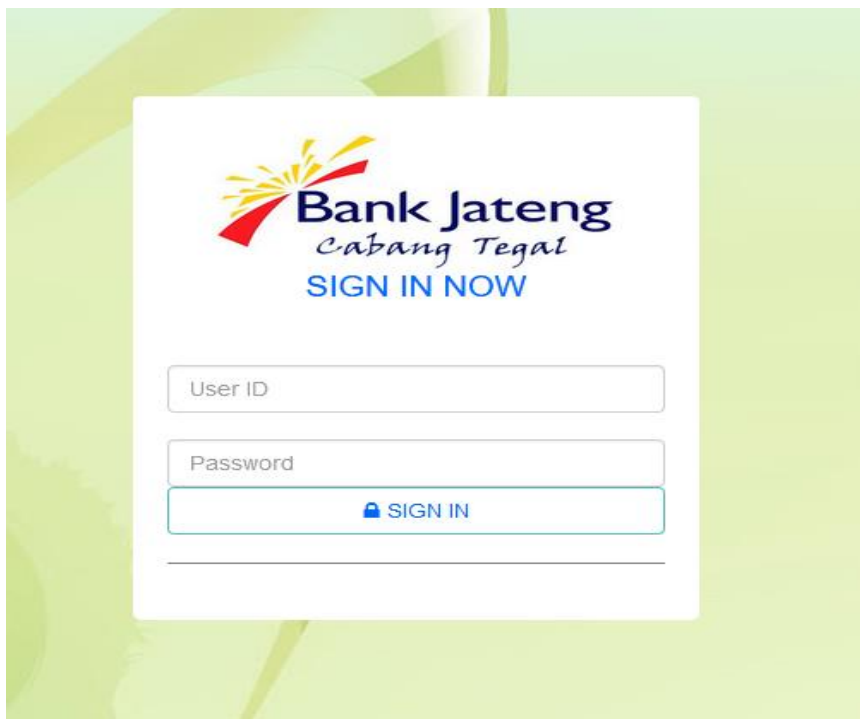 Bank Jateng
Cabang Tegal
SIGN IN NOW
User ID
Password
SIGN IN